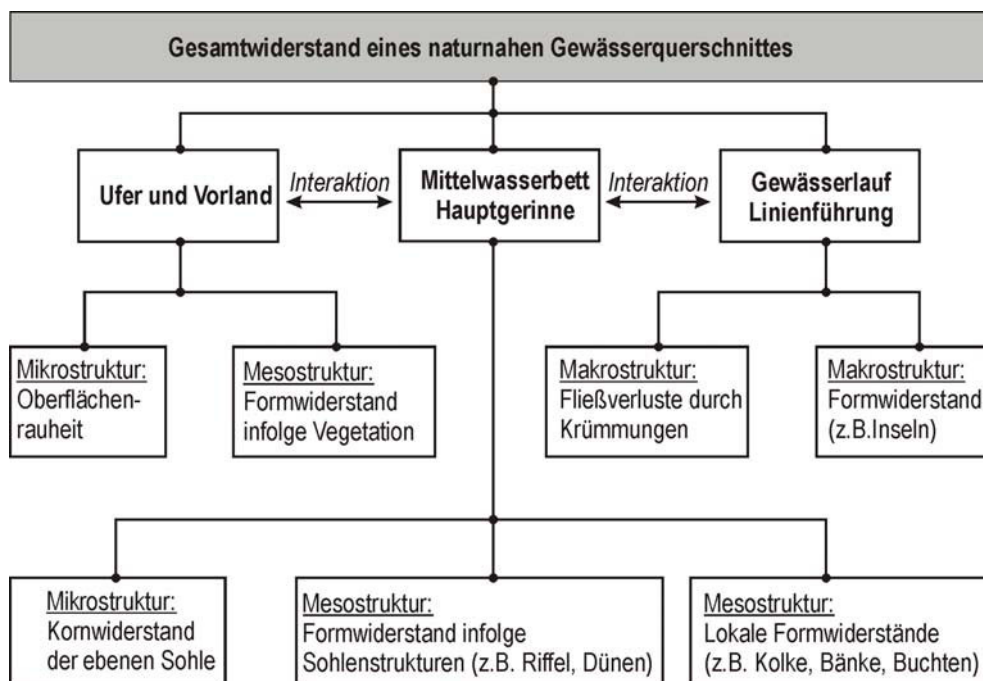 Gesamtwiderstand eines naturnahen Gewässerquerschnittes
Ufer und Vorland
Interaktion
Mittelwasserbett
Hauptgerinne
Interaktion
Gewässerlauf
Linienführung
Mikrostruktur:
Oberflächen-
rauheit
Mesostruktur:
Formwiderstand
infolge Vegetation
Makrostruktur:
Fließverluste durch
Krümmungen
Makrostruktur:
Formwiderstand
(z.B.Inseln)
Mikrostruktur:
Kornwiderstand
der ebenen Sohle
Mesostruktur:
Formwiderstand infolge
Sohlenstrukturen (z.B. Riffel, Dünen)
Mesostruktur:
Lokale Formwiderstände
(z.B. Kolke, Bänke, Buchten)